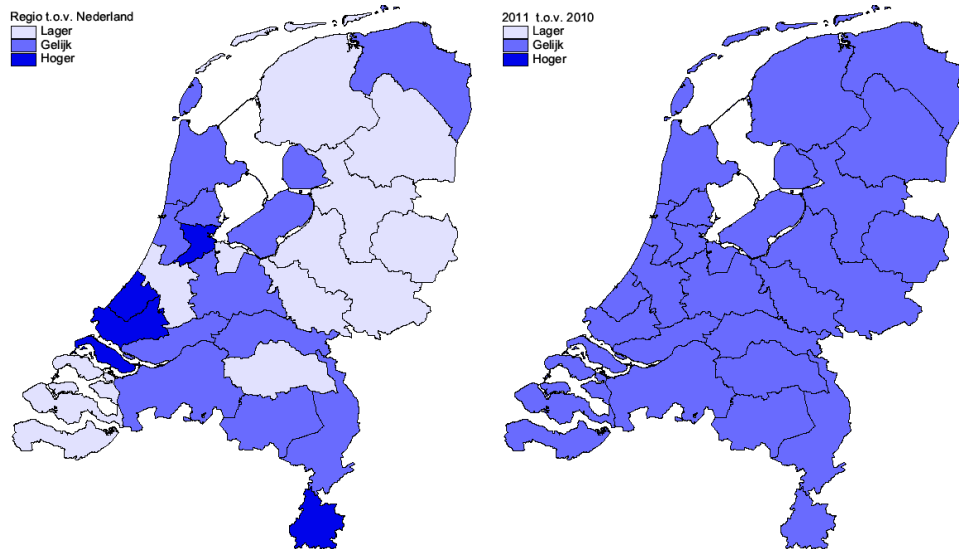 Regio t.o.v. Nederland
Lager
Gelijk
Hoger
2011 t.o.v. 2010
Lager
Gelijk
Hoger